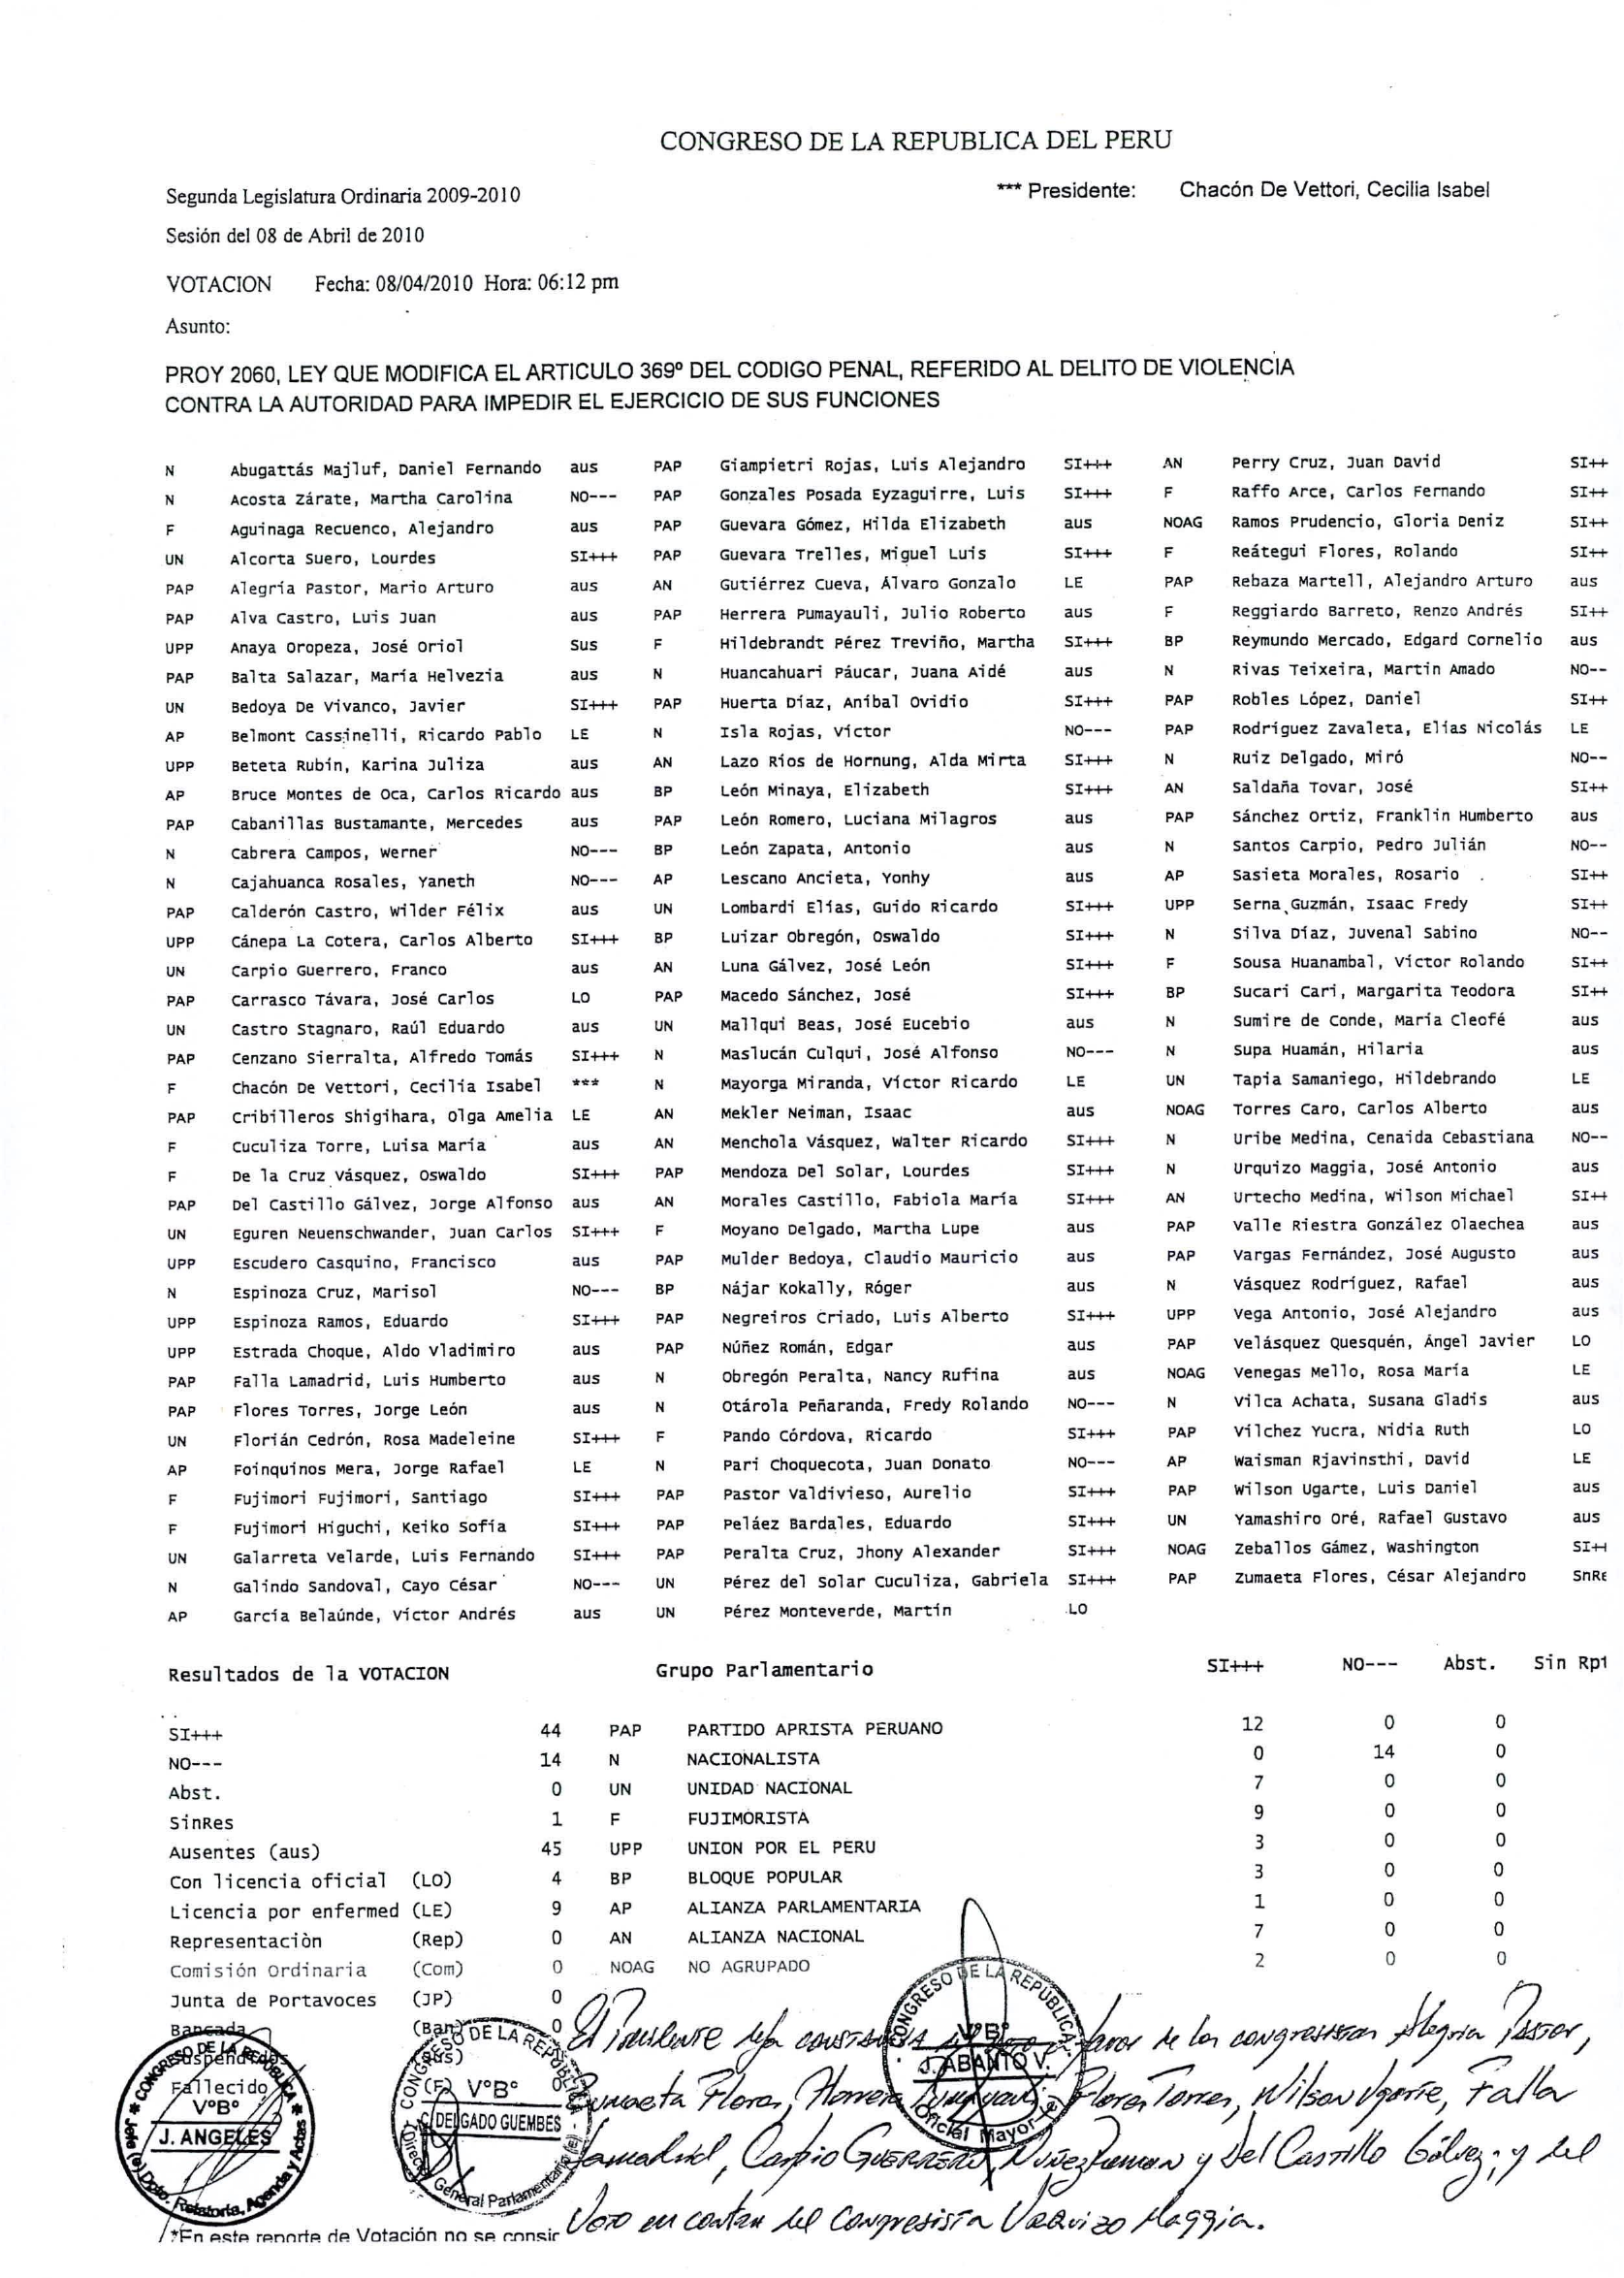 CONGRESO DE LA REPUBLICA DEL PERU
Segunda Legislatura Ordinaria 2009-2010 *** Presidente: Chacón De Vettori, Cecilia Isabel
Sesión del 08 de Abril de 2010
VOTACION Fecha: 08/04/2010 Hora: 06:12 pm
Asunto:
PROY 2060, LEY QUE MODIFICA EL ARTICULO 369º DEL CODIGO PENAL, REFERIDO AL DELITO DE VIOLENCIA
CONTRA LA AUTORIDAD PARA IMPEDIR EL EJERCICIO DE SUS FUNCIONES
N Abugattás Majluf, Daniel Fernando aus PAP Giampietri Rojas, Luis Alejandro SI+++ AN Perry Cruz, Juan David SI++
N Acosta Zárate, Martha Carolina NO--- PAP Gonzales Posada Eyzaguirre, Luis SI+++ F Raffo Arce, Carlos Fernando SI++
F Aguinaga Recuenco, Alejandro aus PAP Guevara Gómez, Hilda Elizabeth aus NOAG Ramos Prudencio, Gloria Deniz SI++
UN Alcorta Suero, Lourdes SI+++ PAP Guevara Trelles, Miguel Luis SI+++ F Reátegui Flores, Rolando SI++
PAP Alegría Pastor, Mario Arturo aus AN Gutiérrez Cueva, Álvaro Gonzalo LE PAP Rebaza Martell, Alejandro Arturo aus
PAP Alva Castro, Luis Juan aus PAP Herrera Pumayauli, Julio Roberto aus F Reggiardo Barreto, Renzo Andrés SI++
UPP Anaya Oropeza, José Oriol Sus F Hildebrandt Pérez Treviño, Martha SI+++ BP Reymundo Mercado, Edgard Cornelio aus
PAP Balta Salazar, María Helvezia aus N Huancahuari Páucar, Juana Aidé aus N Rivas Teixeira, Martin Amado NO--
UN Bedoya De Vivanco, Javier SI+++ PAP Huerta Díaz, Anibal Ovidio SI+++ PAP Robles López, Daniel SI++
AP Belmont Cassinelli, Ricardo Pablo LE N Isla Rojas, Víctor NO--- PAP Rodríguez Zavaleta, Elías Nicolás LE
UPP Beteta Rubín, Karina Juliza aus AN Lazo Ríos de Hornung, Alda Mirta SI+++ N Ruiz Delgado, Miró NO--
AP Bruce Montes de Oca, Carlos Ricardo aus BP León Minaya, Elizabeth SI+++ AN Saldaña Tovar, José SI++
PAP Cabanillas Bustamante, Mercedes aus PAP León Romero, Luciana Milagros aus PAP Sánchez Ortiz, Franklin Humberto aus
N Cabrera Campos, Werner NO--- BP León Zapata, Antonio aus N Santos Carpio, Pedro Julián NO--
N Cajahuanca Rosales, Yaneth NO--- AP Lescano Ancieta, Yonhy aus AP Sasieta Morales, Rosario SI++
PAP Calderón Castro, Wilder Félix aus UN Lombardi Elías, Guido Ricardo SI+++ UPP Serna Guzmán, Isaac Fredy SI++
UPP Cánepa La Cotera, Carlos Alberto SI+++ BP Luizar Obregón, Oswaldo SI+++ N Silva Díaz, Juvenal Sabino NO--
UN Carpio Guerrero, Franco aus AN Luna Gálvez, José León SI+++ F Sousa Huanambal, Víctor Rolando SI++
PAP Carrasco Távara, José Carlos LO PAP Macedo Sánchez, José SI+++ BP Sucari Cari, Margarita Teodora SI++
UN Castro Stagnaro, Raúl Eduardo aus UN Mallqui Beas, José Eucebio aus N Sumire de Conde, María Cleofé aus
PAP Cenzano Sierralta, Alfredo Tomás SI+++ N Maslucán Culqui, José Alfonso NO--- N Supa Huamán, Hilaria aus
F Chacón De Vettori, Cecilia Isabel *** N Mayorga Miranda, Víctor Ricardo LE UN Tapia Samaniego, Hildebrando LE
PAP Cribilleros Shigihara, Olga Amelia LE AN Mekler Neiman, Isaac aus NOAG Torres Caro, Carlos Alberto aus
F Cuculiza Torre, Luisa María aus AN Menchola Vásquez, Walter Ricardo SI+++ N Uribe Medina, Cenaida Cebastiana NO--
F De la Cruz Vásquez, Oswaldo SI+++ PAP Mendoza Del Solar, Lourdes SI+++ N Urquizo Maggia, José Antonio aus
PAP Del Castillo Gálvez, Jorge Alfonso aus AN Morales Castillo, Fabiola María SI+++ AN Urtecho Medina, Wilson Michael SI++
UN Eguren Neuenschwander, Juan Carlos SI+++ F Moyano Delgado, Martha Lupe aus PAP Valle Riestra González Olaechea aus
UPP Escudero Casquino, Francisco aus PAP Mulder Bedoya, Claudio Mauricio aus PAP Vargas Fernández, José Augusto aus
N Espinoza Cruz, Marisol NO--- BP Nájar Kokally, Róger aus N Vásquez Rodríguez, Rafael aus
UPP Espinoza Ramos, Eduardo SI+++ PAP Negreiros Criado, Luis Alberto SI+++ UPP Vega Antonio, José Alejandro aus
UPP Estrada Choque, Aldo Vladimiro aus PAP Núñez Román, Edgar aus PAP Velásquez Quesquén, Ángel Javier LO
PAP Falla Lamadrid, Luis Humberto aus N Obregón Peralta, Nancy Rufina aus NOAG Venegas Mello, Rosa María LE
PAP Flores Torres, Jorge León aus N Otárola Peñaranda, Fredy Rolando NO--- N Vilca Achata, Susana Gladis aus
UN Florián Cedrón, Rosa Madeleine SI+++ F Pando Córdova, Ricardo SI+++ PAP Vilchez Yucra, Nidia Ruth LO
AP Foinquinos Mera, Jorge Rafael LE N Pari Choquecota, Juan Donato NO--- AP Waisman Rjavinsthi, David LE
F Fujimori Fujimori, Santiago SI+++ PAP Pastor Valdivieso, Aurelio SI+++ PAP Wilson Ugarte, Luis Daniel aus
F Fujimori Higuchi, Keiko Sofía SI+++ PAP Peláez Bardales, Eduardo SI+++ UN Yamashiro Oré, Rafael Gustavo aus
UN Galarreta Velarde, Luis Fernando SI+++ PAP Peralta Cruz, Jhony Alexander SI+++ NOAG Zeballos Gámez, Washington SI+
N Galindo Sandoval, Cayo César NO--- UN Pérez del Solar Cuculiza, Gabriela SI+++ PAP Zumaeta Flores, César Alejandro SnRe
AP García Belaúnde, Víctor Andrés aus UN Pérez Monteverde, Martín LO
Resultados de la VOTACION Grupo Parlamentario SI+++ NO--- Abst. Sin Rp
SI+++ 44 PAP PARTIDO APRISTA PERUANO 12 0 0
NO--- 14 N NACIONALISTA 0 14 0
Abst. 0 UN UNIDAD NACIONAL 7 0 0
SinRes 1 F FUJIMORISTA 9 0 0
Ausentes (aus) 45 UPP UNION POR EL PERU 3 0 0
Con licencia oficial (LO) 4 BP BLOQUE POPULAR 3 0 0
Licencia por enfermed (LE) 9 AP ALIANZA PARLAMENTARIA 1 0 0
Representaciòn (Rep) 0 AN ALIANZA NACIONAL 7 0 0
Comisión Ordinaria (Com) 0 NOAG NO AGRUPADO 2 0 0
Junta de Portavoces (JP) 0
Bancada (Ban) 0
El Presidente deja constancia del voto a favor de los congresistas Alegría Pastor,
Suspendidos (Sus)
Fallecido (F) 0
Zumaeta Flores, Herrera Pumayauli, Flores Torres, Wilson Ugarte, Falla
Lamadrid, Carpio Guerrero, Núñez Roman y Del Castillo Gálvez; y del
Voto en contra del Congresista Urquizo Maggia.
*En este reporte de Votación no se consir
CONGRESO DE LA REPÚBLICA
VºBº
J. ANGELES
Jefe (e) Dpto. Relatoría, Agenda y Actas
CONGRESO DE LA REPÚBLICA
VºBº
C. DELGADO GUEMBES
Director General Parlamentario (e)
CONGRESO DE LA REPÚBLICA
VºBº
J. ABANTO V.
Oficial Mayor (e)